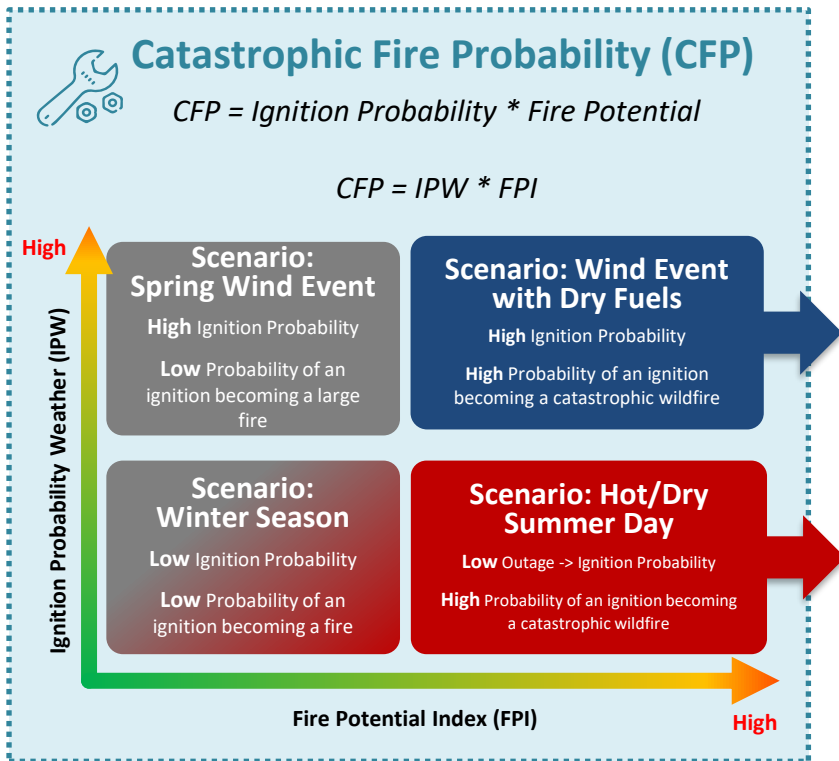 Catastrophic Fire Probability (CFP)
CFP = Ignition Probability * Fire Potential
CFP = IPW * FPI
High
Ignition Probability Weather (IPW)
Scenario:
Spring Wind Event
High Ignition Probability
Low Probability of an
ignition becoming a large
fire
Scenario: Wind Event
with Dry Fuels
High Ignition Probability
High Probability of an ignition
becoming a catastrophic wildfire
Scenario:
Winter Season
Low Ignition Probability
Low Probability of an
ignition becoming a fire
Scenario: Hot/Dry
Summer Day
Low Outage -> Ignition Probability
High Probability of an ignition becoming
a catastrophic wildfire
Fire Potential Index (FPI)
High